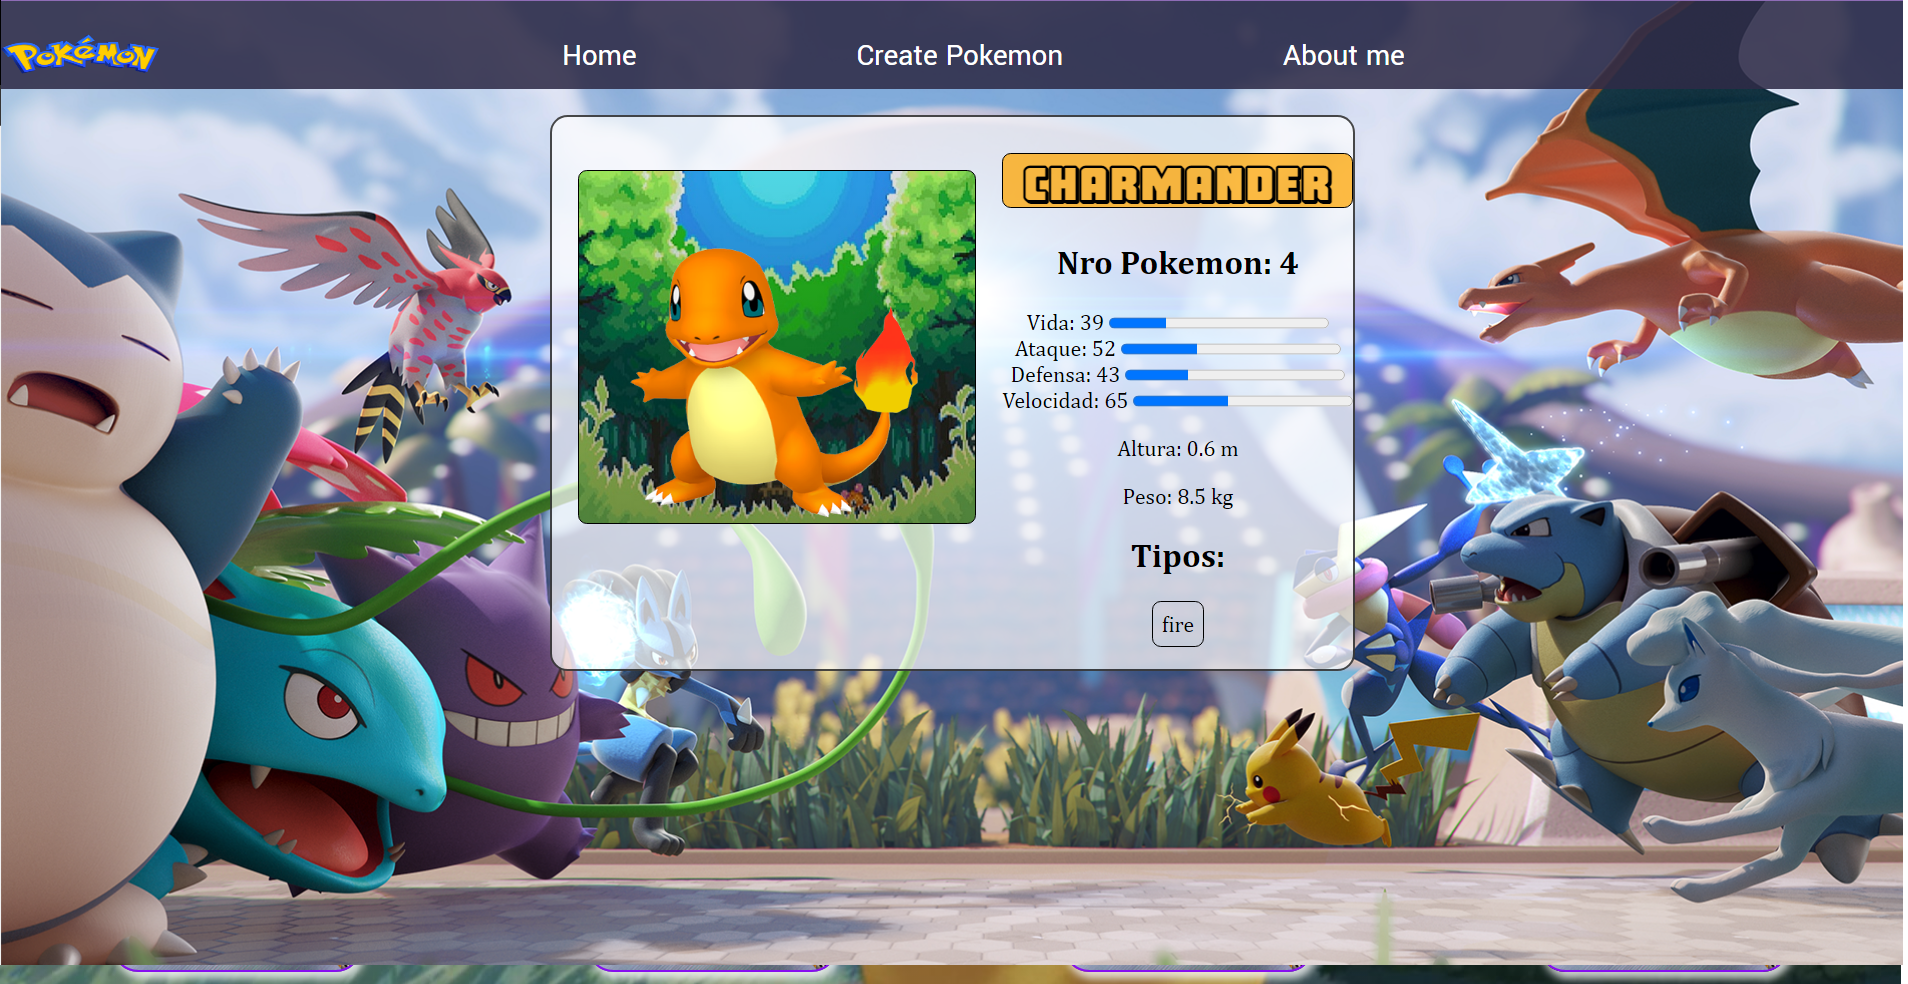 POKéMON
Home
Create Pokemon
About me
CHARMANDER
Nro Pokemon: 4
Vida: 39
Ataque: 52
Defensa: 43
Velocidad: 65
Altura: 0.6 m
Peso: 8.5 kg
Tipos:
fire